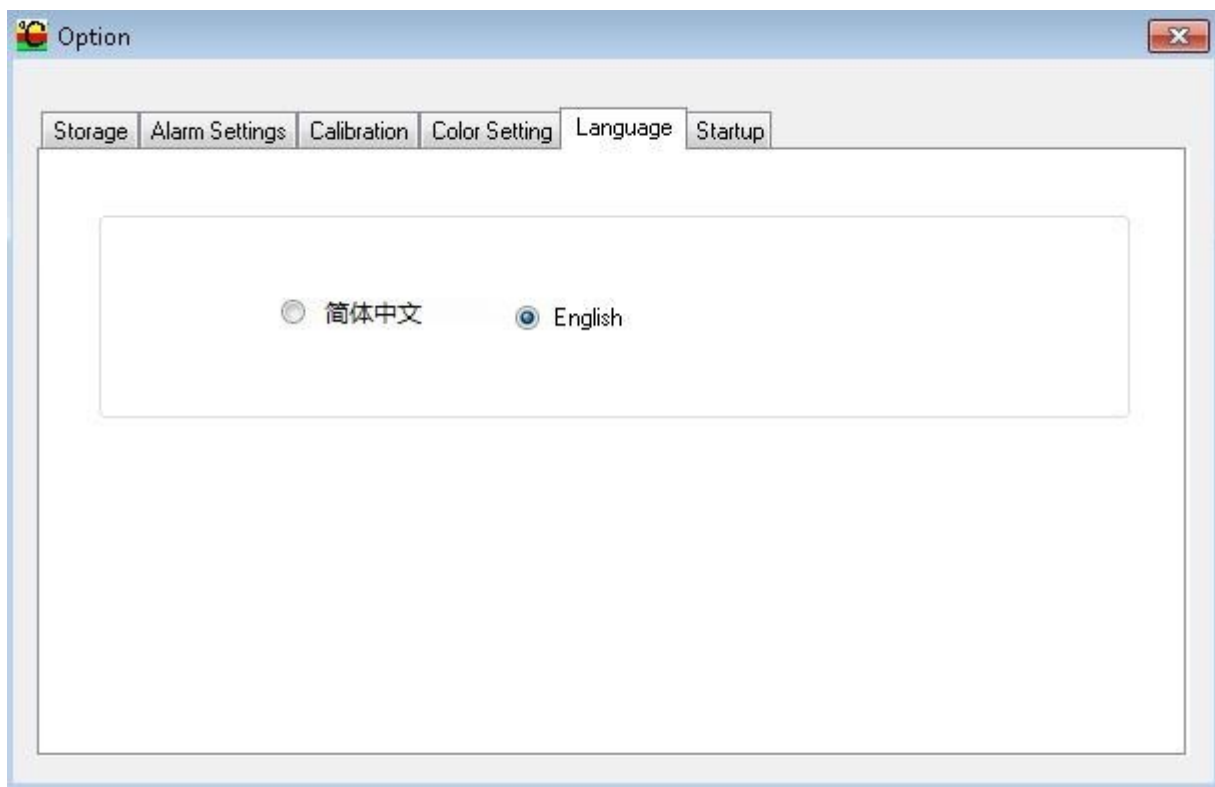 ℃ Option
Storage Alarm Settings Calibration Color Setting Language Startup
简体中文 English